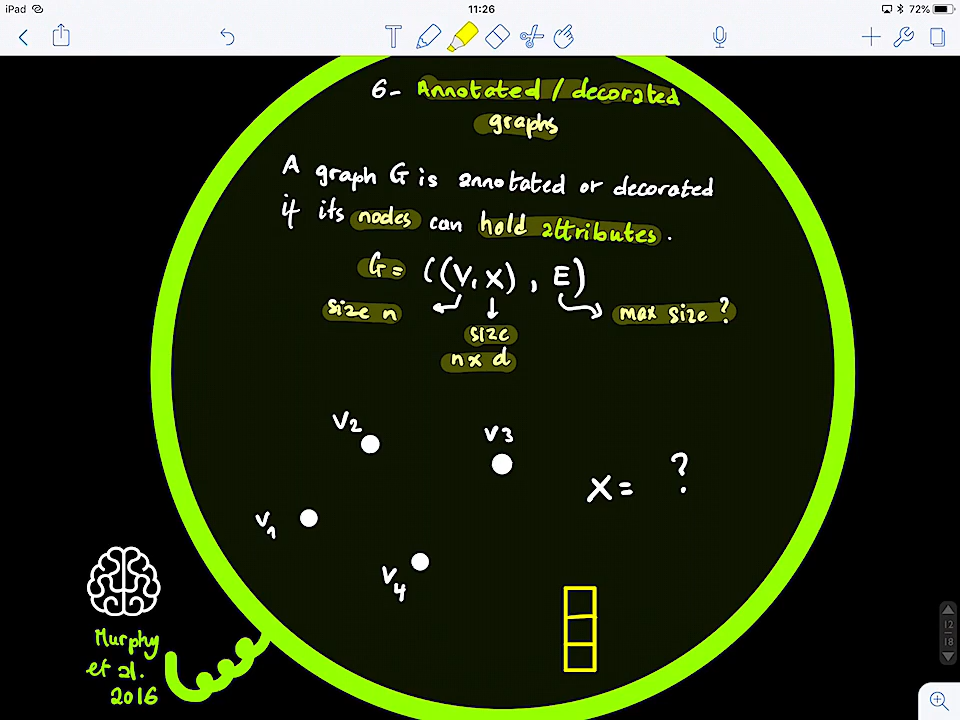 iPad
11:26
72%
T
6- Annotated / decorated
graphs
A graph G is annotated or decorated
if its nodes can hold attributes.
G = ((V, X), E)
size n
max size ?
size
n x d
V2
V3
X = ?
V1
V4
Murphy
et al.
2016
12
18